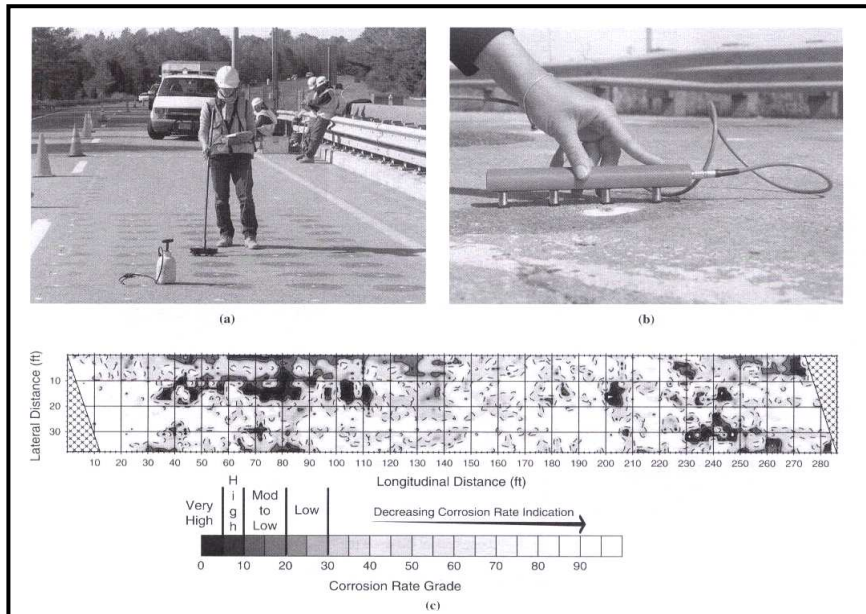 (a)
(b)
Lateral Distance (ft)
10
20
30
10 20 30 40 50 60 70 80 90 100 110 120 130 140 150 160 170 180 190 200 210 220 230 240 250 260 270 280
Longitudinal Distance (ft)
Very High
High
Mod to Low
Low
Decreasing Corrosion Rate Indication
0 10 20 30 40 50 60 70 80 90
Corrosion Rate Grade
(c)